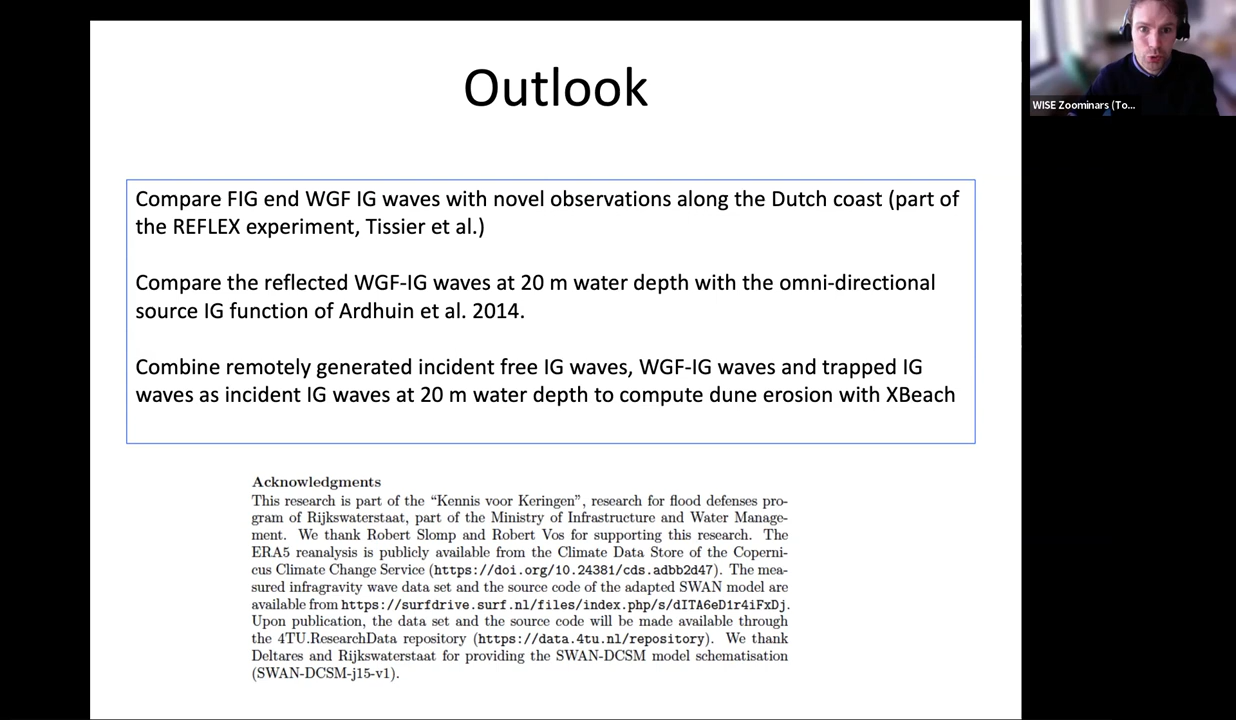 Outlook
Compare FIG end WGF IG waves with novel observations along the Dutch coast (part of
the REFLEX experiment, Tissier et al.)
Compare the reflected WGF-IG waves at 20 m water depth with the omni-directional
source IG function of Ardhuin et al. 2014.
Combine remotely generated incident free IG waves, WGF-IG waves and trapped IG
waves as incident IG waves at 20 m water depth to compute dune erosion with XBeach
Acknowledgments
This research is part of the “Kennis voor Keringen”, research for flood defenses pro-
gram of Rijkswaterstaat, part of the Ministry of Infrastructure and Water Manage-
ment. We thank Robert Slomp and Robert Vos for supporting this research. The
ERA5 reanalysis is publicly available from the Climate Data Store of the Coperni-
cus Climate Change Service (https://doi.org/10.24381/cds.adbb2d47). The mea-
sured infragravity wave data set and the source code of the adapted SWAN model are
available from https://surfdrive.surf.nl/files/index.php/s/dITA6eD1r4iFxDj.
Upon publication, the data set and the source code will be made available through
the 4TU.ResearchData repository (https://data.4tu.nl/repository). We thank
Deltares and Rijkswaterstaat for providing the SWAN-DCSM model schematisation
(SWAN-DCSM-j15-v1).
WISE Zoominars (To...